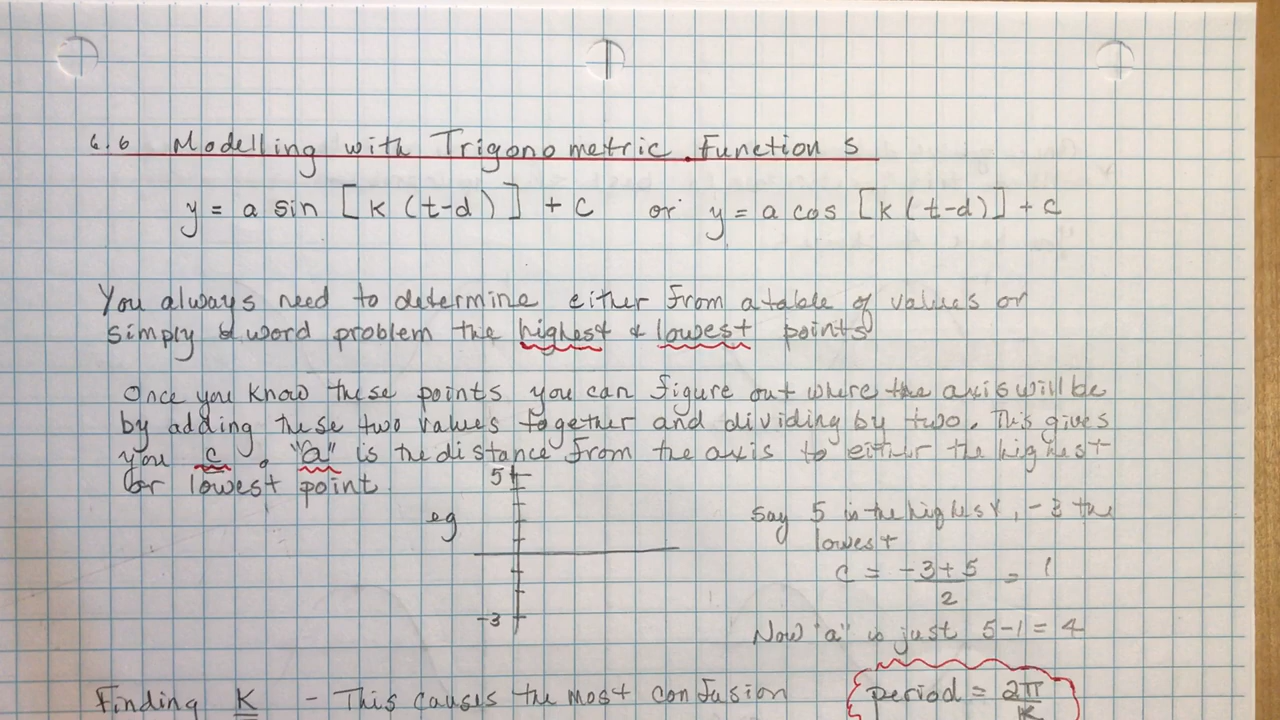 6.6 Modelling with Trigonometric Functions
y = a sin [k (t-d)] + c or y = a cos [k (t-d)] + c
You always need to determine either from a table of values or
simply a word problem the highest & lowest points
Once you know these points you can figure out where the axis will be
by adding these two values together and dividing by two. This gives
you c. "a" is the distance from the axis to either the highest
or lowest point
5
eg
say 5 is the highest, -3 the
lowest
c = (-3+5)/2 = 1
-3
Now "a" is just 5-1 = 4
Finding K - This causes the most confusion
period = 2π/K